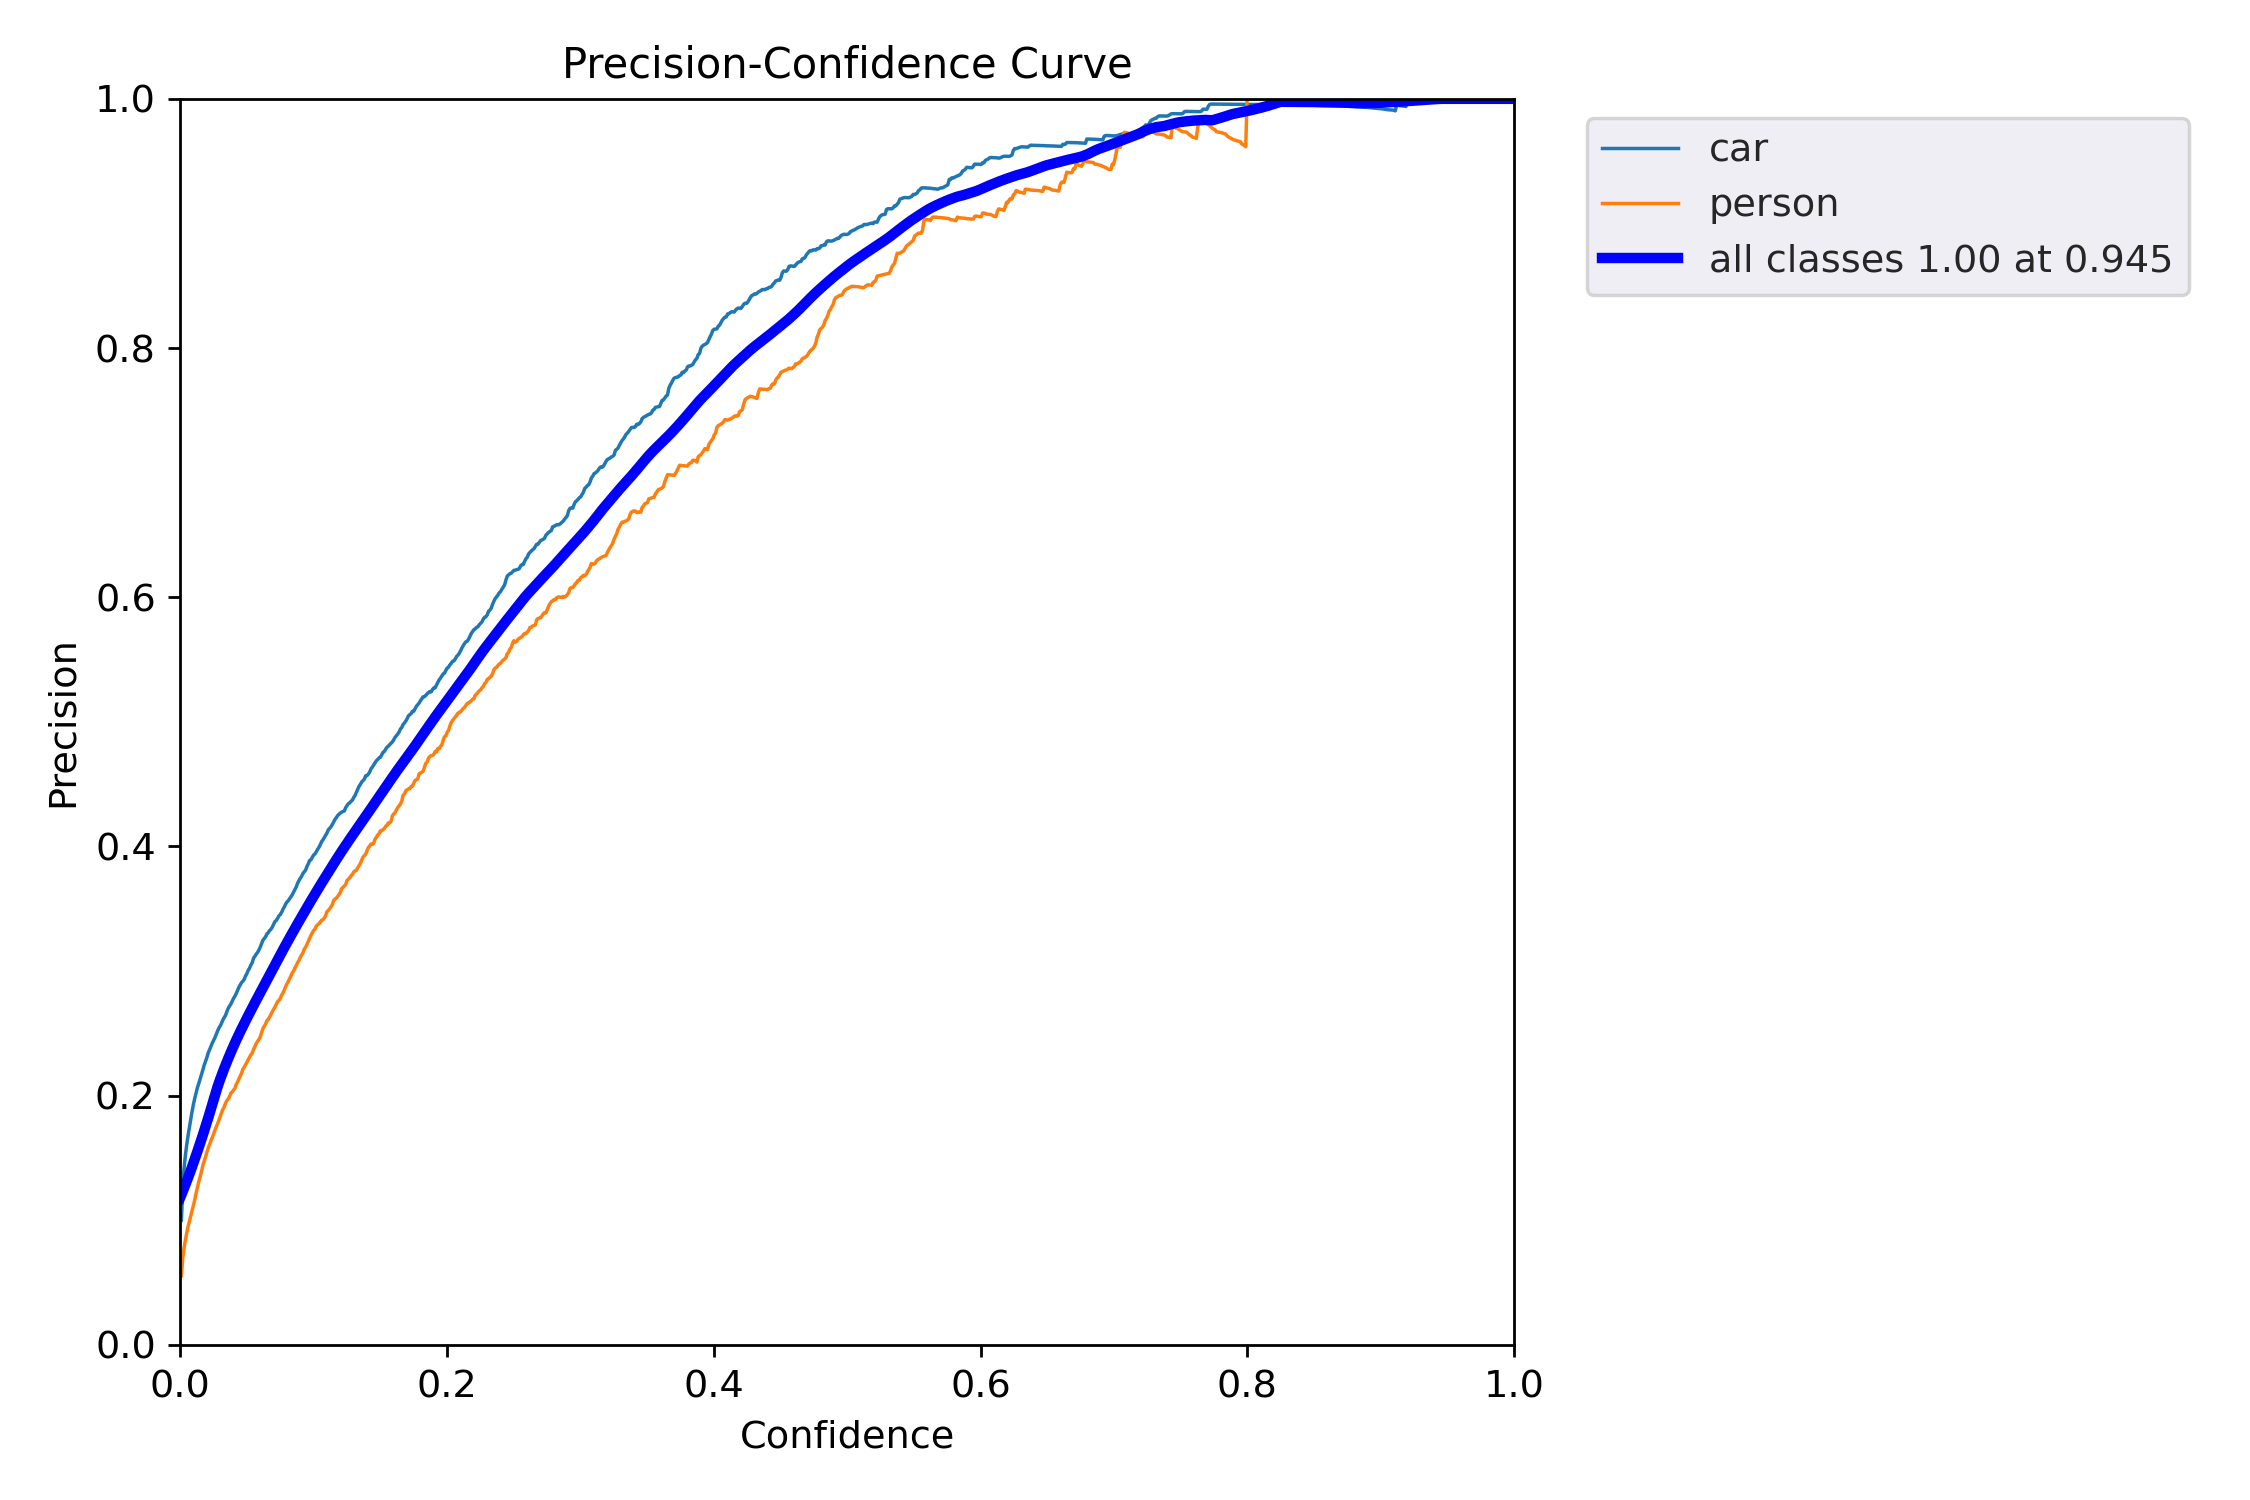 Precision-Confidence Curve
1.0
0.8
0.6
0.4
0.2
0.0
Precision
0.0 0.2 0.4 0.6 0.8 1.0
Confidence
car
person
all classes 1.00 at 0.945